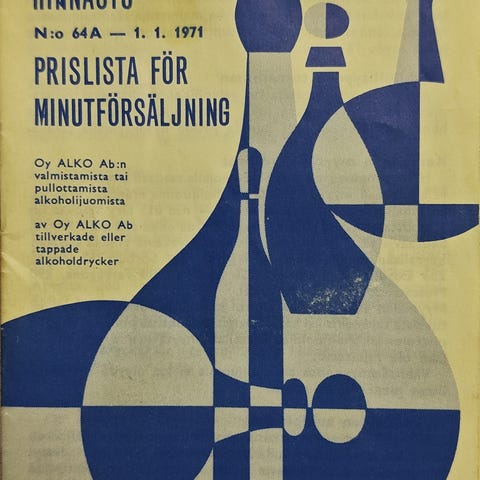 HINNASTO
N:o 64A — 1. 1. 1971
PRISLISTA FÖR
MINUTFÖRSÄLJNING
Oy ALKO Ab:n
valmistamista tai
pullottamista
alkoholijuomista
av Oy ALKO Ab
tillverkade eller
tappade
alkoholdrycker